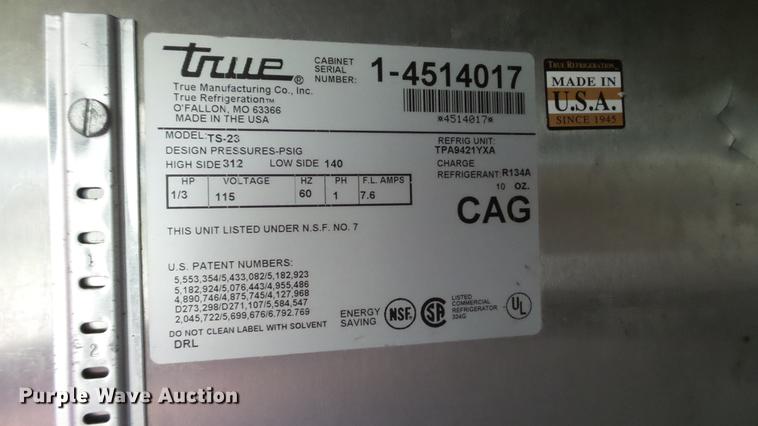 true®
True Manufacturing Co., Inc.
True Refrigeration™
O'FALLON, MO 63366
MADE IN THE USA
CABINET
SERIAL
NUMBER:
1-4514017
*4514017*
MODEL: TS-23
DESIGN PRESSURES-PSIG
HIGH SIDE 312 LOW SIDE 140
REFRIG UNIT:
TPA9421YXA
CHARGE
REFRIGERANT: R134A
10 OZ.
HP VOLTAGE HZ PH F.L. AMPS
1/3 115 60 1 7.6
CAG
THIS UNIT LISTED UNDER N.S.F. NO. 7
U.S. PATENT NUMBERS:
5,553,354/5,433,082/5,182,923
5,182,924/5,076,443/4,955,486
4,890,746/4,875,745/4,127,968
D273,298/D271,107/5,584,547
2,045,722/5,699,676/6,792,769
DO NOT CLEAN LABEL WITH SOLVENT
DRL
ENERGY
SAVING
NSF
SA
LISTED
COMMERCIAL
REFRIGERATOR
324G
UL
TRUE REFRIGERATION
MADE IN
U.S.A.
SINCE 1945
1
2
Purple Wave Auction